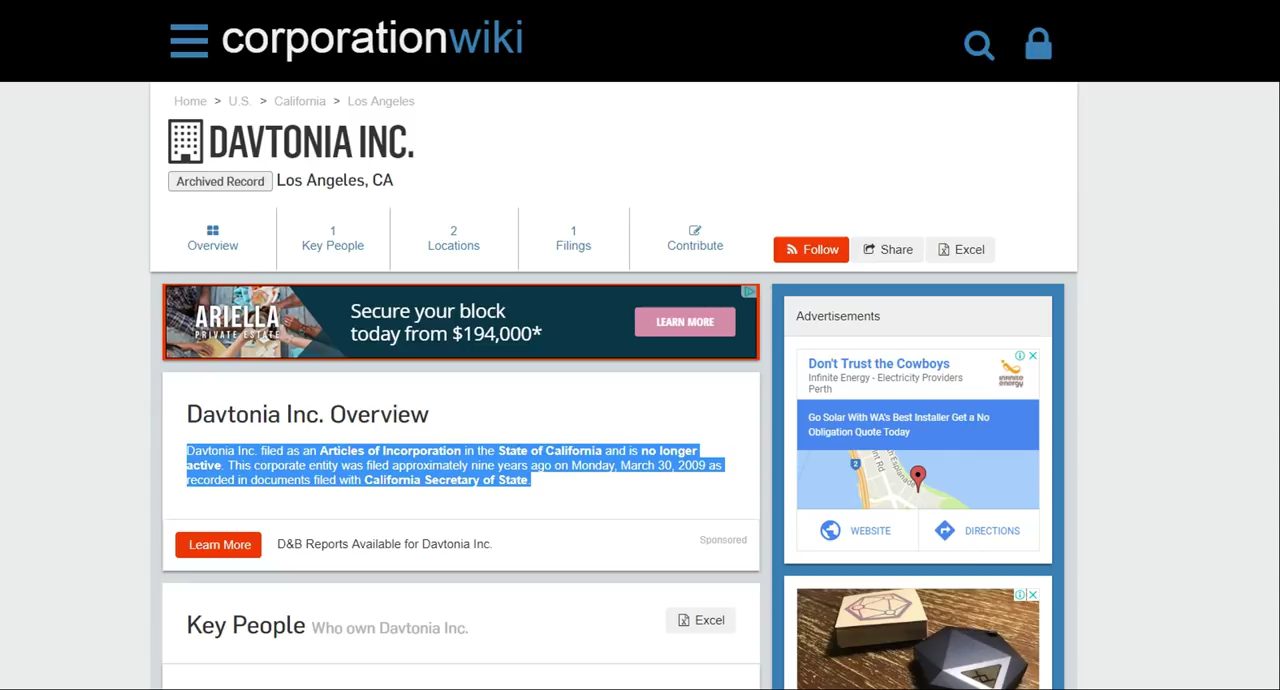 corporationwiki
Home > U.S. > California > Los Angeles
DAVTONIA INC.
Archived Record Los Angeles, CA
Overview
1
Key People
2
Locations
1
Filings
Contribute
Follow
Share
Excel
ARIELLA
PRIVATE ESTATE
Secure your block
today from $194,000*
LEARN MORE
Davtonia Inc. Overview
Davtonia Inc. filed as an Articles of Incorporation in the State of California and is no longer
active. This corporate entity was filed approximately nine years ago on Monday, March 30, 2009 as
recorded in documents filed with California Secretary of State.
Learn More
D&B Reports Available for Davtonia Inc.
Sponsored
Key People Who own Davtonia Inc.
Excel
Advertisements
Don't Trust the Cowboys
Infinite Energy - Electricity Providers
Perth
infinite
energy
Go Solar With WA's Best Installer Get a No
Obligation Quote Today
2
Esplanade
WEBSITE
DIRECTIONS